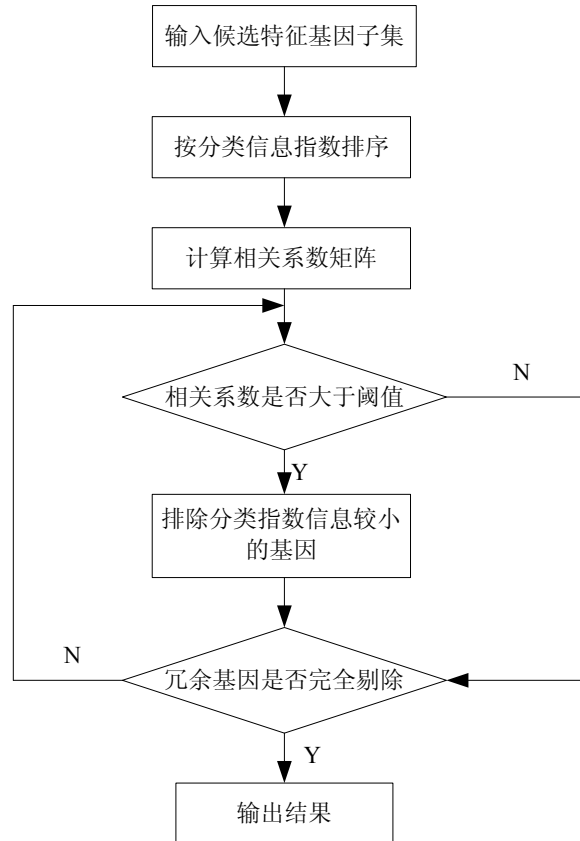 输入候选特征基因子集
按分类信息指数排序
计算相关系数矩阵
相关系数是否大于阈值
N
Y
排除分类指数信息较小
的基因
N
冗余基因是否完全剔除
Y
输出结果